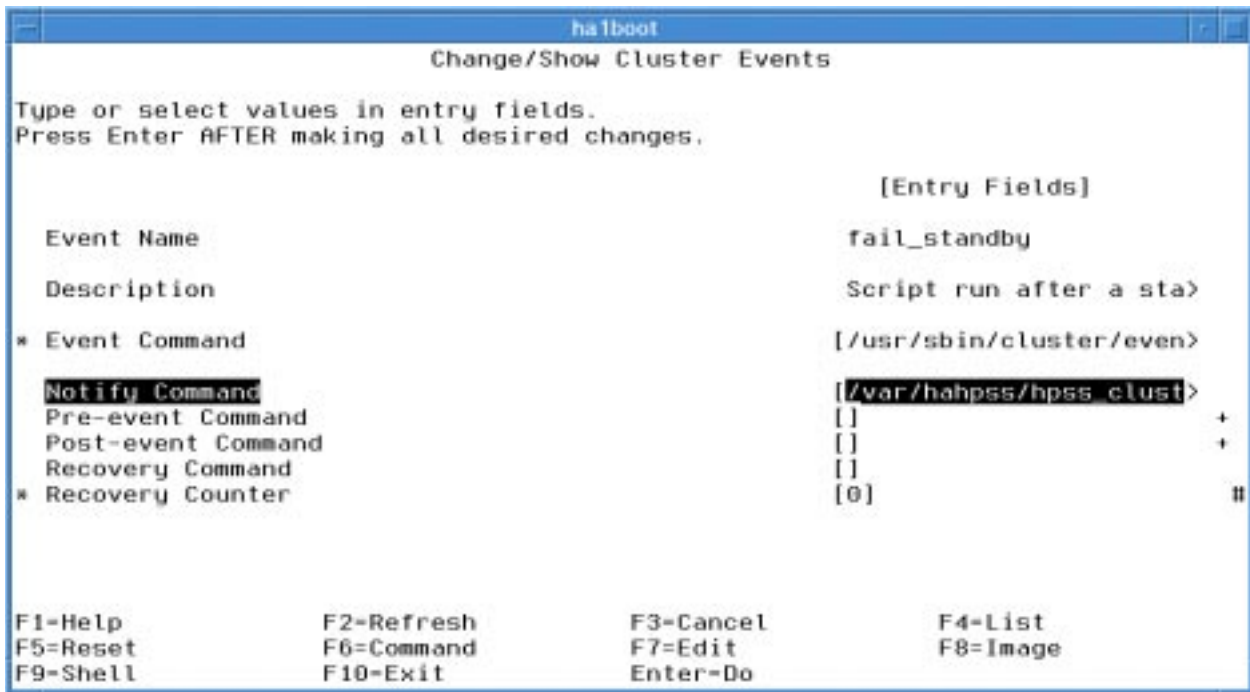 ha1boot
Change/Show Cluster Events
Type or select values in entry fields.
Press Enter AFTER making all desired changes.
[Entry Fields]
Event Name fail_standby
Description Script run after a sta>
* Event Command [/usr/sbin/cluster/even>
Notify Command [/var/hahpss/hpss_clust>
Pre-event Command [] +
Post-event Command [] +
Recovery Command []
* Recovery Counter [0] #
F1=Help F2=Refresh F3=Cancel F4=List
F5=Reset F6=Command F7=Edit F8=Image
F9=Shell F10=Exit Enter=Do